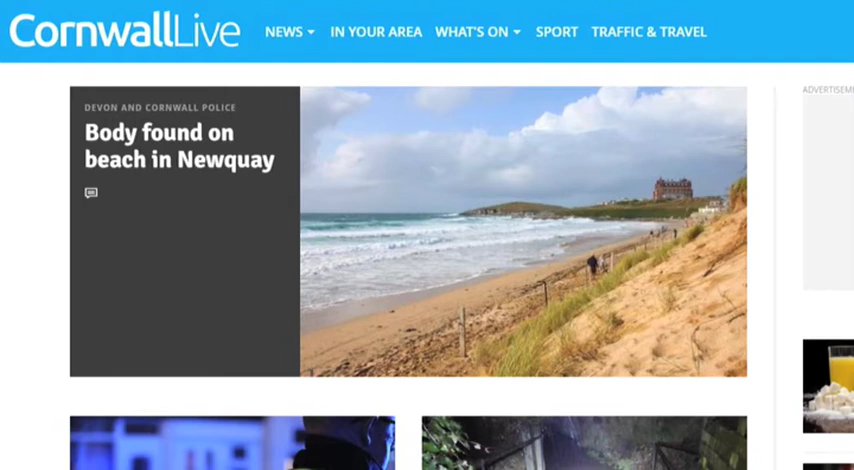 CornwallLive
NEWS IN YOUR AREA WHAT'S ON SPORT TRAFFIC & TRAVEL
ADVERTISEM
DEVON AND CORNWALL POLICE
Body found on
beach in Newquay